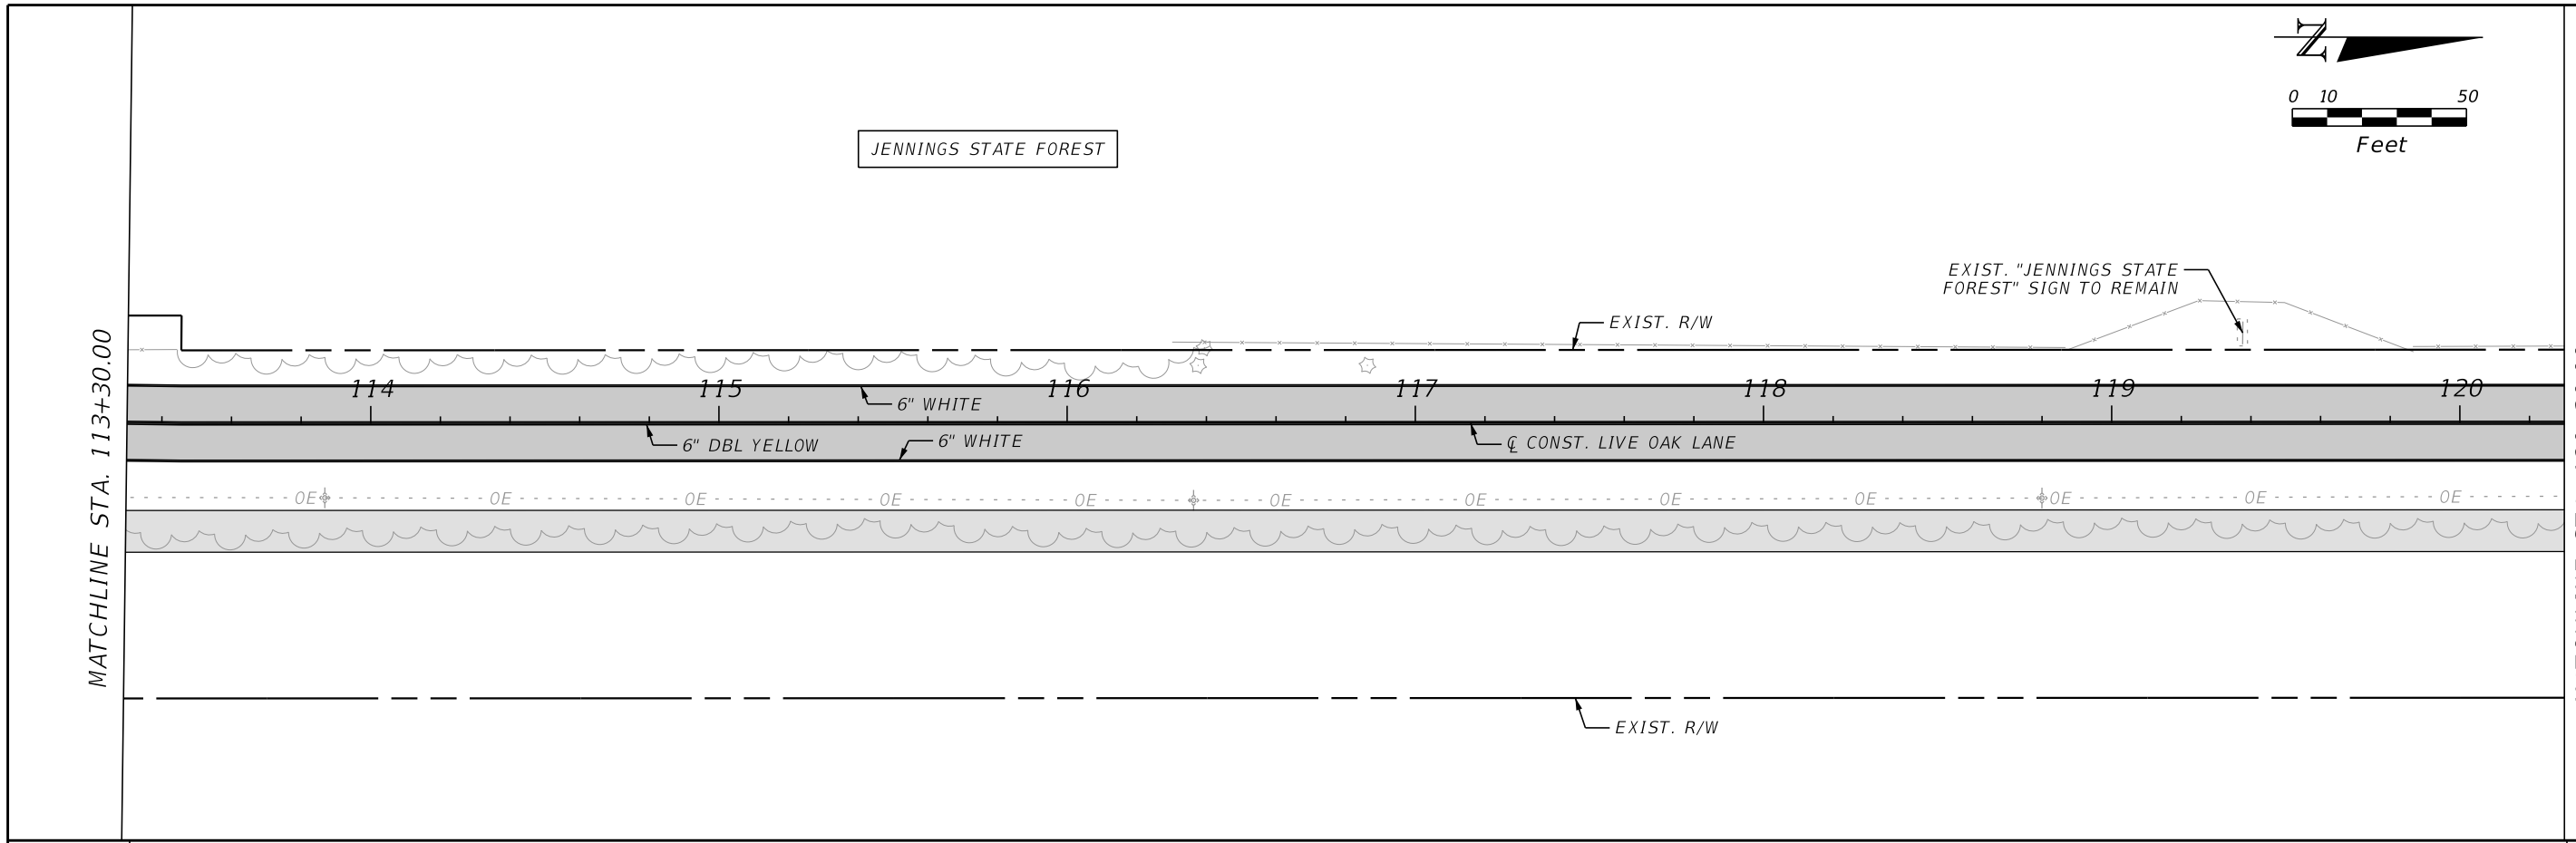 N
0 10 50
Feet
JENNINGS STATE FOREST
EXIST. "JENNINGS STATE
FOREST" SIGN TO REMAIN
EXIST. R/W
114 115 116 117 118 119 120
6" WHITE
6" DBL YELLOW
6" WHITE
℄ CONST. LIVE OAK LANE
OE OE OE OE OE OE OE OE OE OE OE OE
EXIST. R/W
MATCHLINE STA. 113+30.00